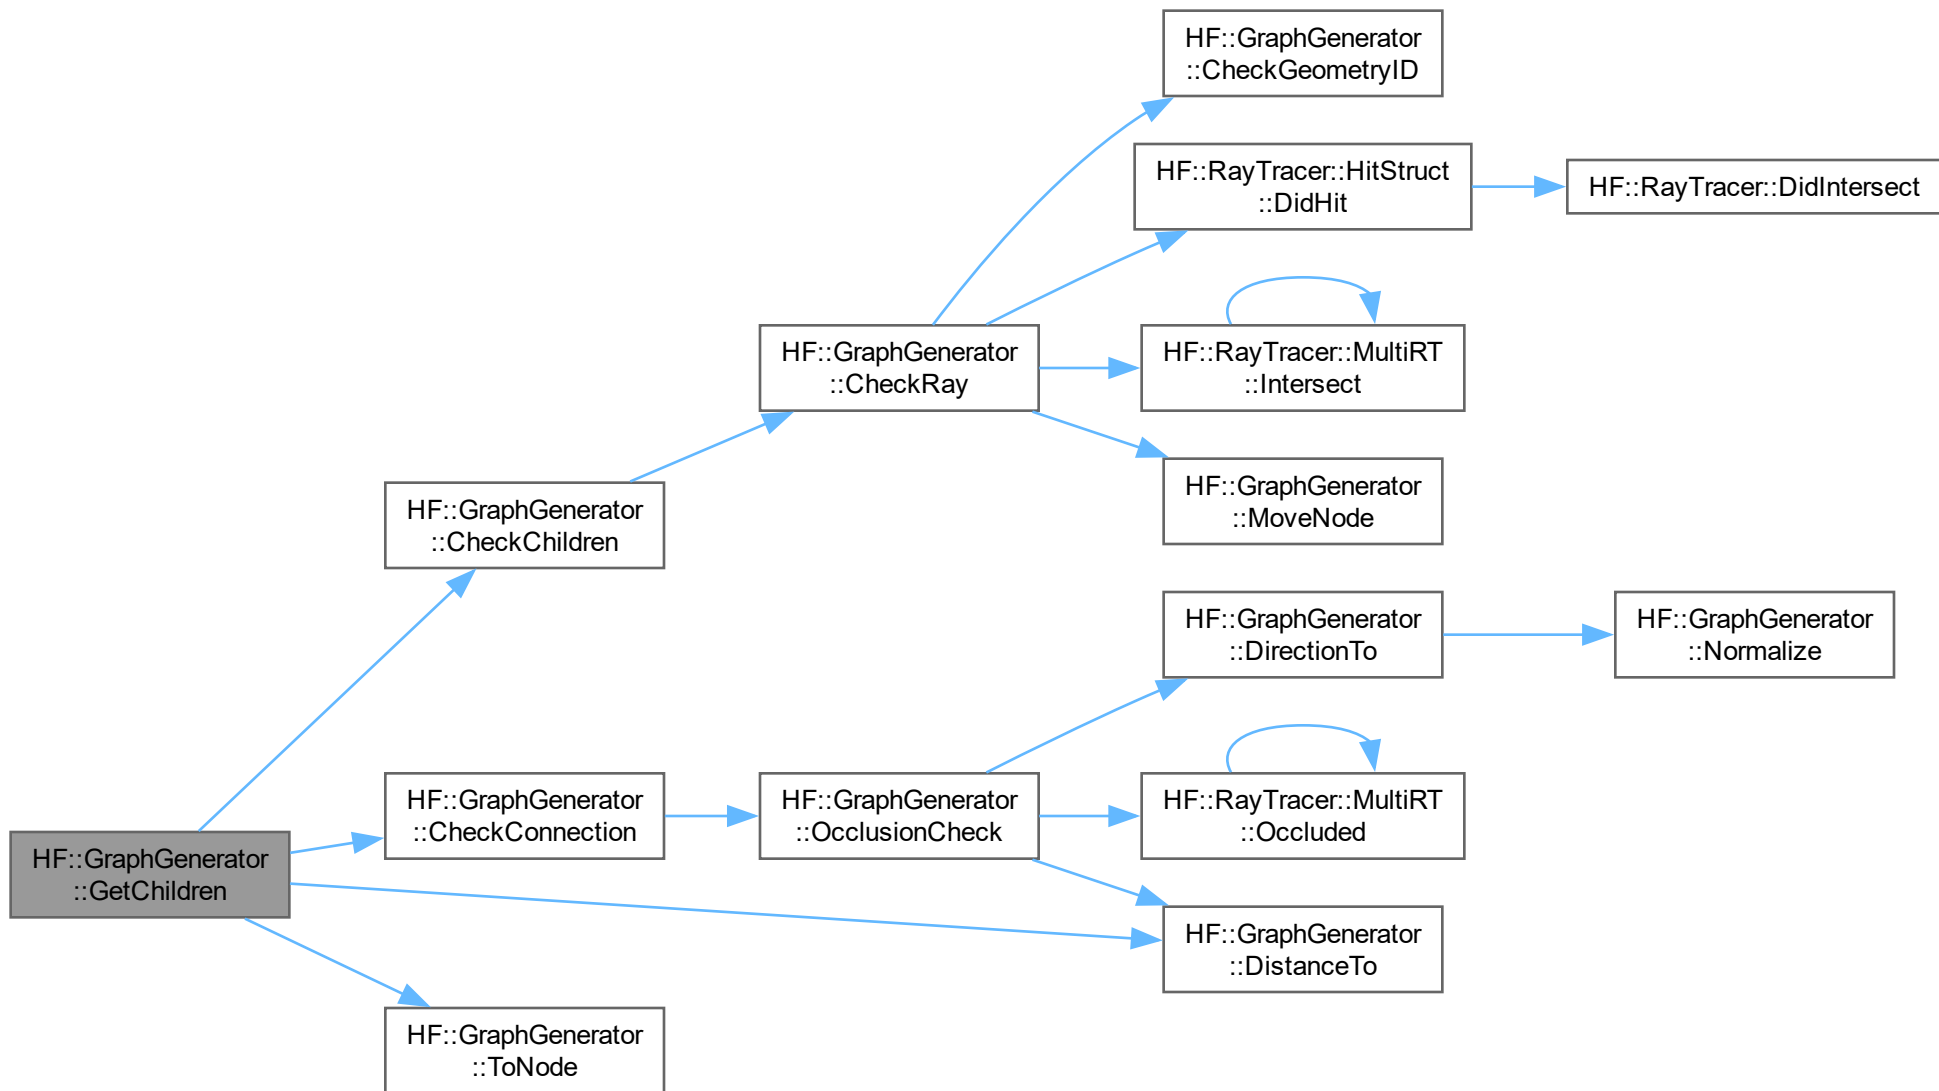 HF::GraphGenerator
::CheckGeometryID
HF::RayTracer::HitStruct
::DidHit
HF::RayTracer::DidIntersect
HF::GraphGenerator
::CheckRay
HF::RayTracer::MultiRT
::Intersect
HF::GraphGenerator
::MoveNode
HF::GraphGenerator
::CheckChildren
HF::GraphGenerator
::DirectionTo
HF::GraphGenerator
::Normalize
HF::GraphGenerator
::CheckConnection
HF::GraphGenerator
::OcclusionCheck
HF::RayTracer::MultiRT
::Occluded
HF::GraphGenerator
::GetChildren
HF::GraphGenerator
::DistanceTo
HF::GraphGenerator
::ToNode